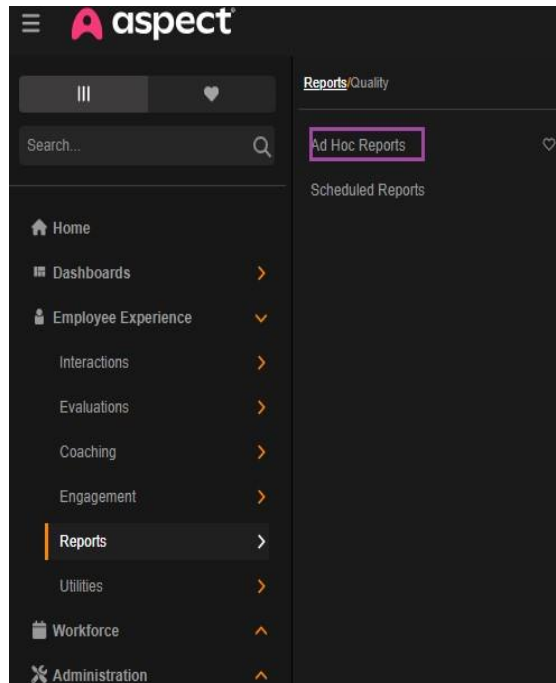 aspect
Search...
Home
Dashboards
Employee Experience
Interactions
Evaluations
Coaching
Engagement
Reports
Utilities
Workforce
Administration
Reports/Quality
Ad Hoc Reports
Scheduled Reports